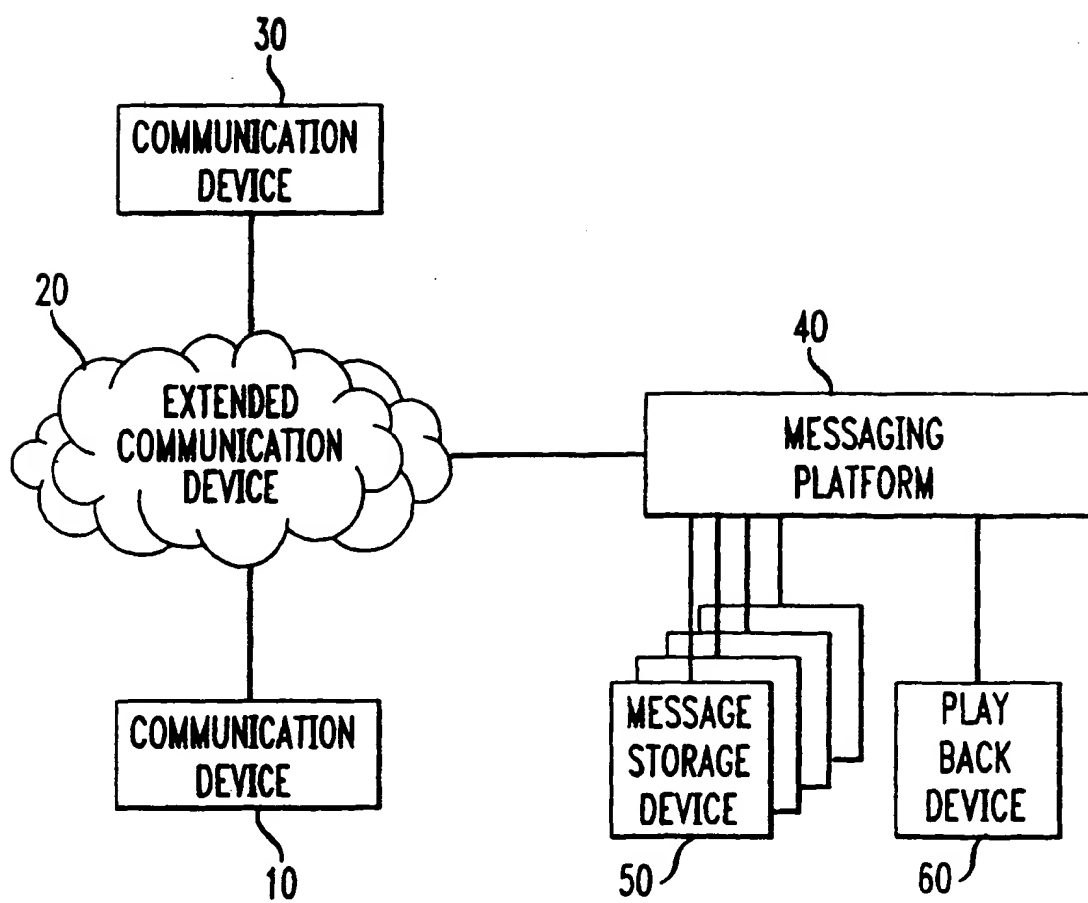 30
COMMUNICATION
DEVICE
20
EXTENDED
COMMUNICATION
DEVICE
40
MESSAGING
PLATFORM
COMMUNICATION
DEVICE
10
MESSAGE
STORAGE
DEVICE
50
PLAY
BACK
DEVICE
60